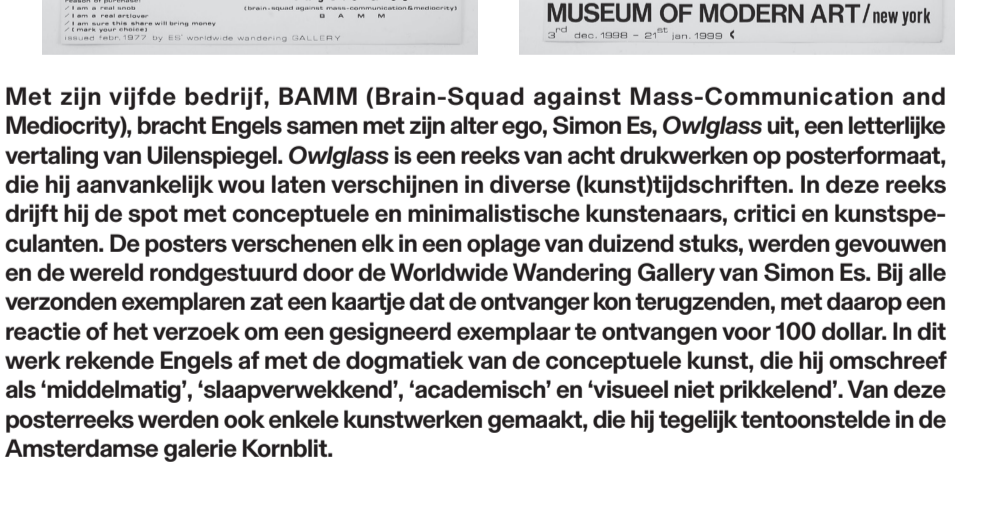 / I am a real snob
/ I am a real artlover
/ I am sure this share will bring money
/ ( mark your choice)
issued febr. 1977 by ES' worldwide wandering GALLERY
(brain-squad against mass-communication&mediocrity)
B A M M
MUSEUM OF MODERN ART/new york
3rd dec. 1998 – 21st jan. 1999
Met zijn vijfde bedrijf, BAMM (Brain-Squad against Mass-Communication and
Mediocrity), bracht Engels samen met zijn alter ego, Simon Es, Owlglass uit, een letterlijke
vertaling van Uilenspiegel. Owlglass is een reeks van acht drukwerken op posterformaat,
die hij aanvankelijk wou laten verschijnen in diverse (kunst)tijdschriften. In deze reeks
drijft hij de spot met conceptuele en minimalistische kunstenaars, critici en kunstspe-
culanten. De posters verschenen elk in een oplage van duizend stuks, werden gevouwen
en de wereld rondgestuurd door de Worldwide Wandering Gallery van Simon Es. Bij alle
verzonden exemplaren zat een kaartje dat de ontvanger kon terugzenden, met daarop een
reactie of het verzoek om een gesigneerd exemplaar te ontvangen voor 100 dollar. In dit
werk rekende Engels af met de dogmatiek van de conceptuele kunst, die hij omschreef
als ‘middelmatig’, ‘slaapverwekkend’, ‘academisch’ en ‘visueel niet prikkelend’. Van deze
posterreeks werden ook enkele kunstwerken gemaakt, die hij tegelijk tentoonstelde in de
Amsterdamse galerie Kornblit.